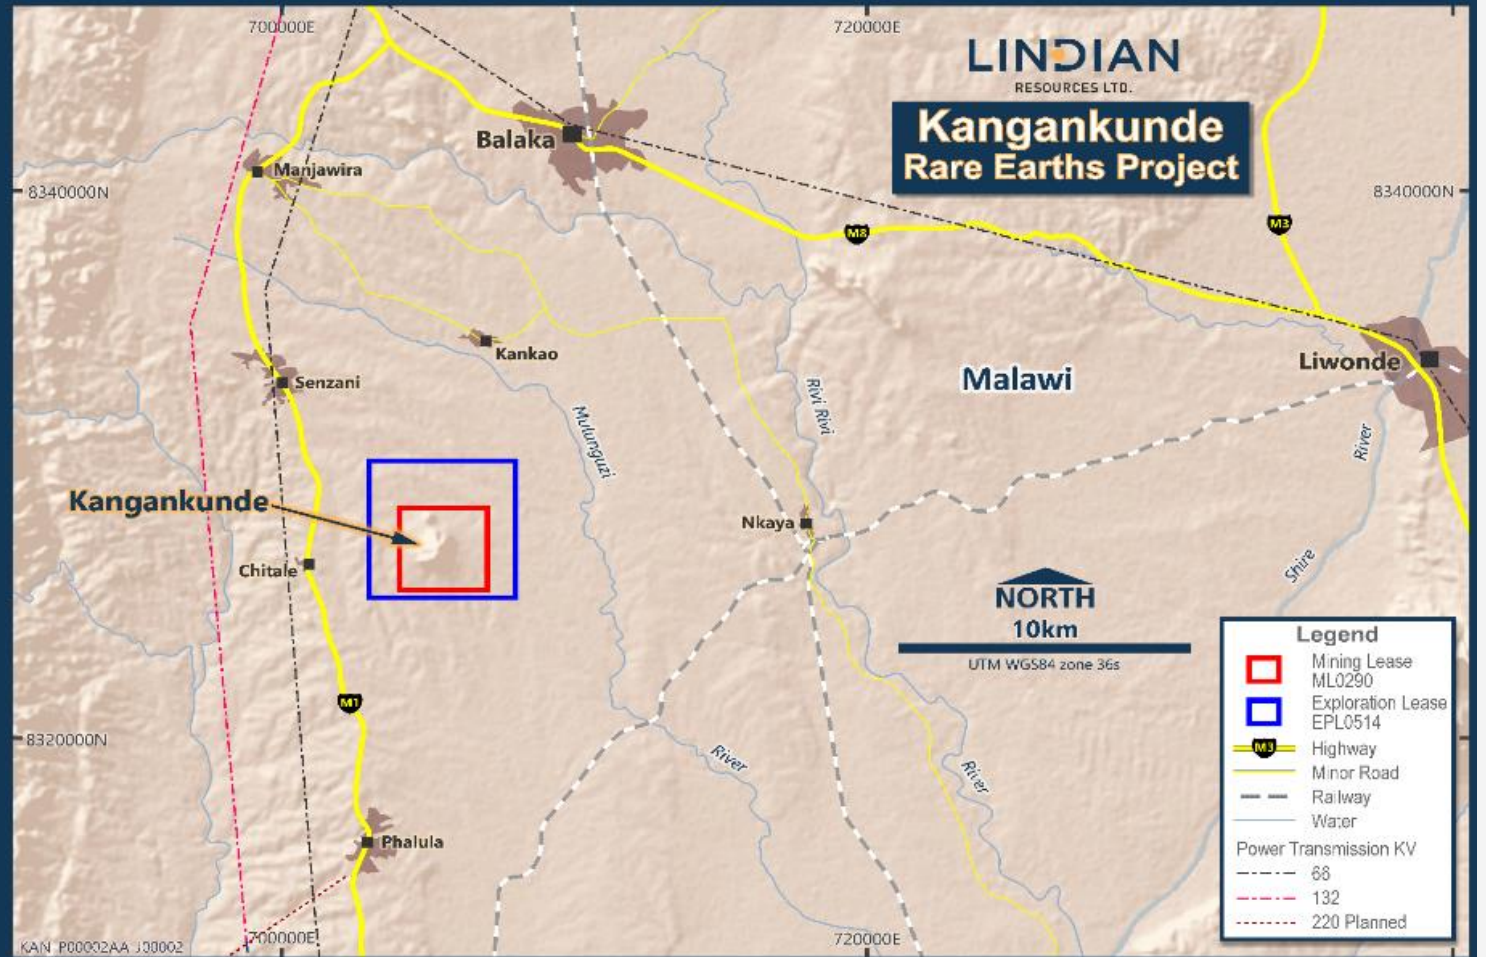 700000E
720000E
LINDIAN
RESOURCES LTD.
Kangankunde
Rare Earths Project
Balaka
Manjawira
8340000N
8340000N
M8
M3
Kankao
Liwonde
Senzani
Malawi
Rivi Rivi
Mulunguzi
River
Kangankunde
Nkaya
Chitale
Shire
NORTH
10km
UTM WGS84 zone 36s
M1
8320000N
River
River
Phalula
Legend
Mining Lease
ML0290
Exploration Lease
EPL0514
M3
Highway
Minor Road
Railway
Water
Power Transmission KV
66
132
220 Planned
700000E
720000E